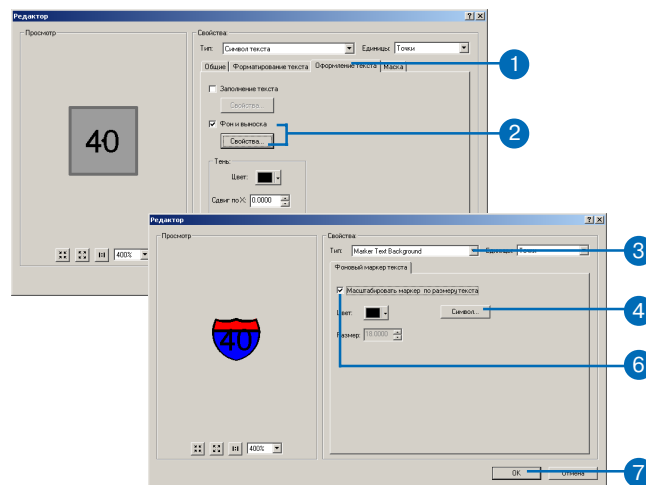 Редактор
Просмотр
40
400%
Свойства:
Тип: Символ текста Единицы: Точки
Общие Форматирование текста Оформление текста Маска
Заполнение текста
Свойства...
Фон и выноска
Свойства...
Тень:
Цвет:
Сдвиг по X: 0.0000
1
2
Редактор
Просмотр
40
1:1 400%
Свойства:
Тип: Marker Text Background Единицы: Точки
Фоновый маркер текста
Масштабировать маркер по размеру текста
Цвет: Символ...
Размер: 18.0000
OK Отмена
3
4
6
7